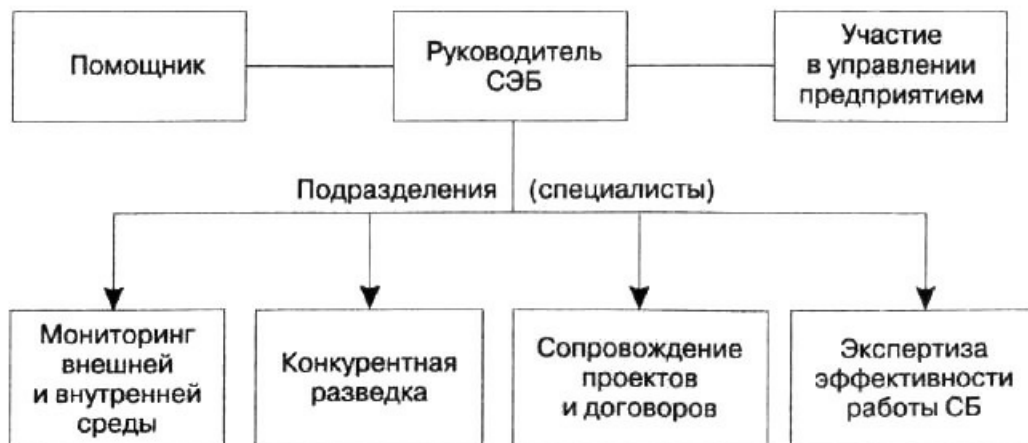 Помощник
Руководитель
СЭБ
Участие
в управлении
предприятием
Подразделения (специалисты)
Мониторинг
внешней
и внутренней
среды
Конкурентная
разведка
Сопровождение
проектов
и договоров
Экспертиза
эффективности
работы СБ